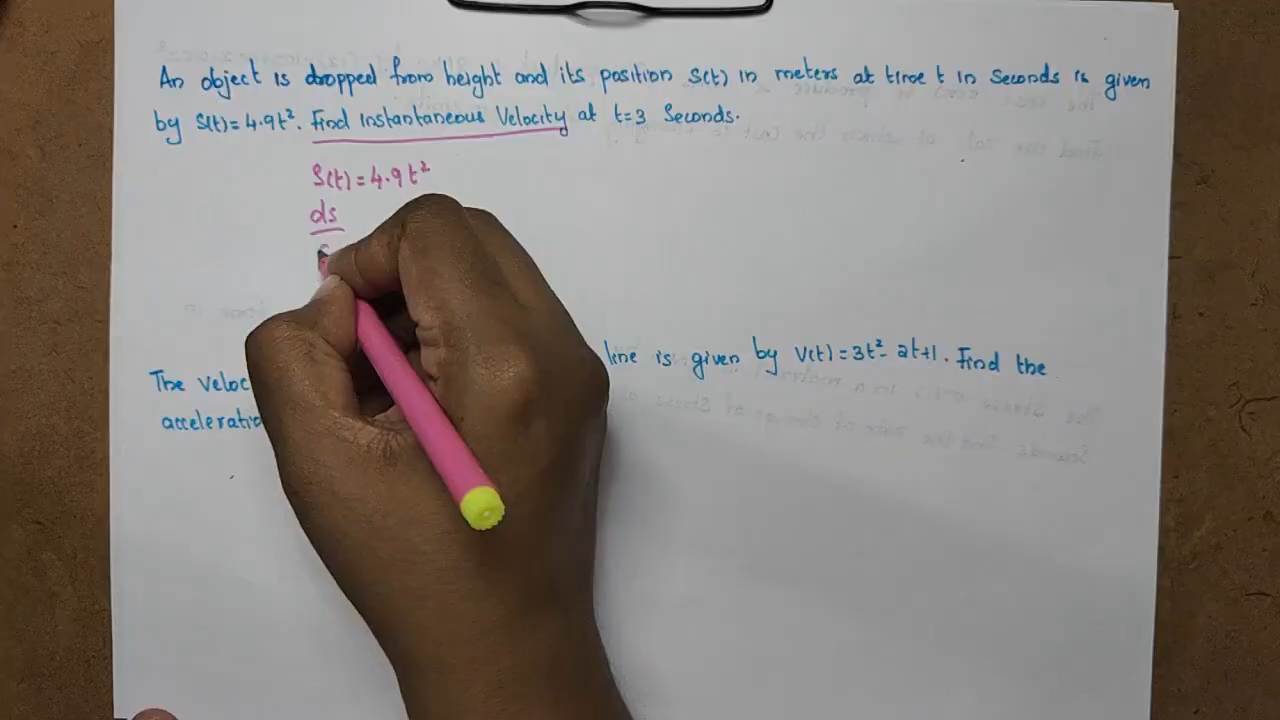 An object is dropped from height and its position S(t) in meters at time t in seconds is given
by S(t)=4.9t². Find Instantaneous Velocity at t=3 Seconds.
S(t)=4.9t²
ds
line is given by V(t)=3t²-2t+1. Find the
The